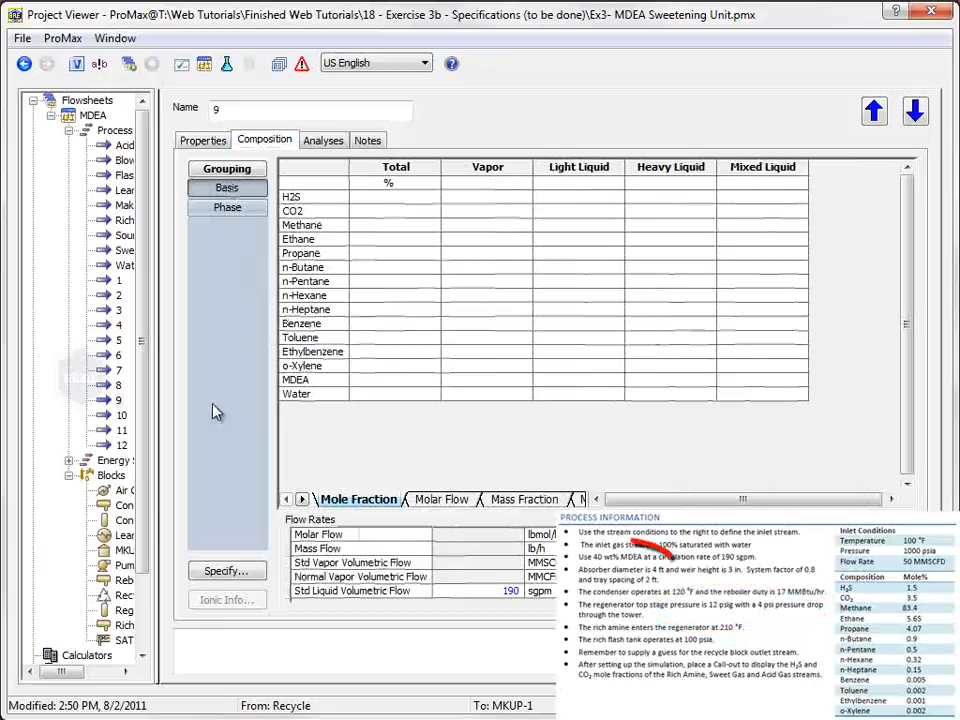 Project Viewer - ProMax@T:\Web Tutorials\Finished Web Tutorials\18 - Exercise 3b - Specifications (to be done)\Ex3- MDEA Sweetening Unit.pmx
File ProMax Window
US English
Flowsheets
MDEA
Process
Acid
Blow
Flas
Lear
Mak
Rich
Sour
Swe
Wat
1
2
3
4
5
6
7
8
9
10
11
12
Energy S
Blocks
Air C
Con
Con
Lear
MKU
Pum
Reb
Rec
Reg
Rich
SAT
Calculators
Name 9
Properties Composition Analyses Notes
Grouping
Basis
Phase
Specify...
Ionic Info...
Total Vapor Light Liquid Heavy Liquid Mixed Liquid
%
H2S
CO2
Methane
Ethane
Propane
n-Butane
n-Pentane
n-Hexane
n-Heptane
Benzene
Toluene
Ethylbenzene
o-Xylene
MDEA
Water
Mole Fraction Molar Flow Mass Fraction
Flow Rates
Molar Flow lbmol/
Mass Flow lb/h
Std Vapor Volumetric Flow MMSC
Normal Vapor Volumetric Flow MMSCF
Std Liquid Volumetric Flow 190 sgpm
PROCESS INFORMATION
• Use the stream conditions to the right to define the inlet stream.
• The inlet gas 100% saturated with water
• Use 40 wt% MDEA at a circulation rate of 190 sgpm.
• Absorber diameter is 4 ft and weir height is 3 in. System factor of 0.8
and tray spacing of 2 ft.
• The condenser operates at 120 °F and the reboiler duty is 17 MMBtu/hr.
• The regenerator top stage pressure is 12 psig with a 4 psi pressure drop
through the tower.
• The rich amine enters the regenerator at 210 °F.
• The rich flash tank operates at 100 psia.
• Remember to supply a guess for the recycle block outlet stream.
• After setting up the simulation, place a Call-out to display the H₂S and
CO₂ mole fractions of the Rich Amine, Sweet Gas and Acid Gas streams.
Inlet Conditions
Temperature 100 °F
Pressure 1000 psia
Flow Rate 50 MMSCFD
Composition Mole%
H₂S 1.5
CO₂ 3.5
Methane 83.4
Ethane 5.65
Propane 4.07
n-Butane 0.9
n-Pentane 0.5
n-Hexane 0.32
n-Heptane 0.15
Benzene 0.005
Toluene 0.002
Ethylbenzene 0.001
o-Xylene 0.002
Modified: 2:50 PM, 8/2/2011 From: Recycle To: MKUP-1